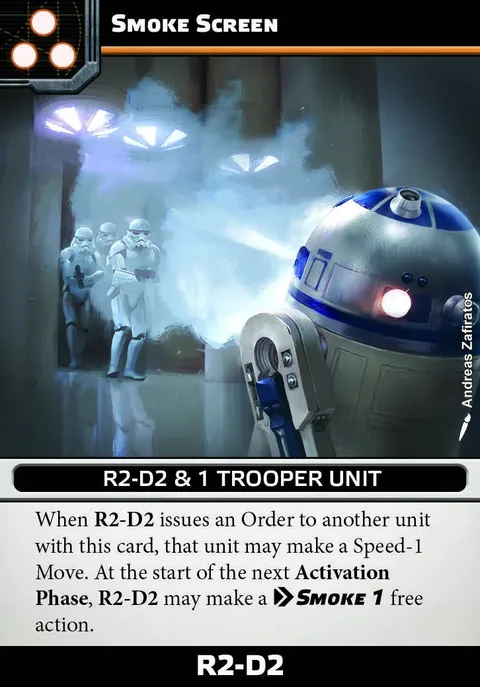 Smoke Screen
Andreas Zafiratos
R2-D2 & 1 TROOPER UNIT
When R2-D2 issues an Order to another unit
with this card, that unit may make a Speed-1
Move. At the start of the next Activation
Phase, R2-D2 may make a Smoke 1 free
action.
R2-D2